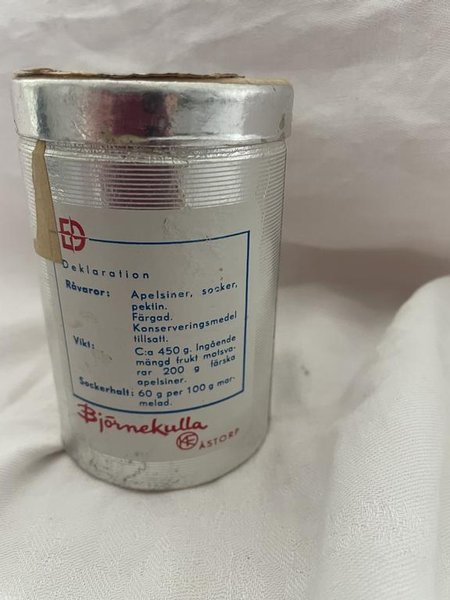 ED
Deklaration
Råvaror: Apelsiner, socker,
pektin.
Färgad.
Konserveringsmedel
tillsatt.
Vikt: C:a 450 g. Ingående
mängd frukt motsva-
rar 200 g färska
apelsiner.
Sockerhalt: 60 g per 100 g mar-
melad.
Björnekulla
ÅSTORP